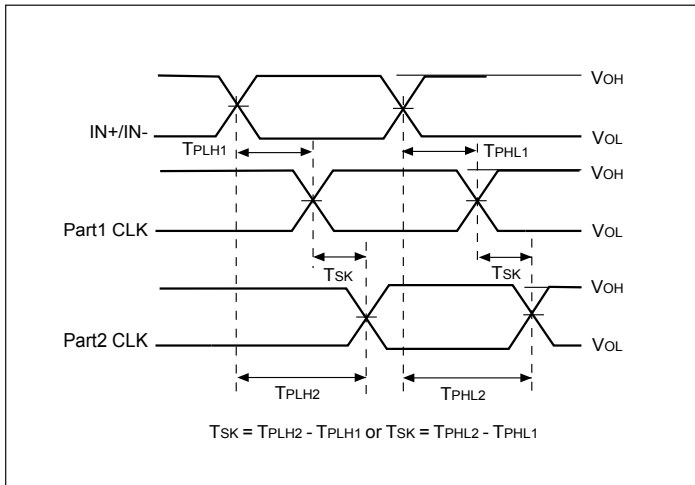 VOH
IN+/IN-
VOL
TPLH1
TPHL1
VOH
Part1 CLK
VOL
TSK
TSK
VOH
Part2 CLK
VOL
TPLH2
TPHL2
TSK = TPLH2 - TPLH1 or TSK = TPHL2 - TPHL1